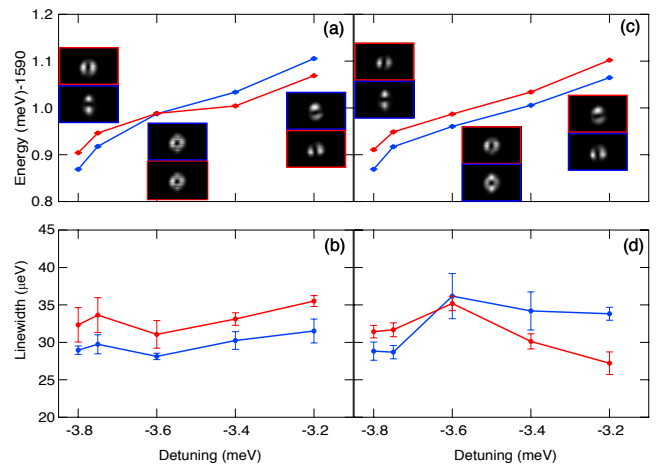 (a)
(c)
1.2
1.1
1.0
0.9
0.8
Energy (meV)-1590
(b)
(d)
45
40
35
30
25
20
Linewidth (μeV)
-3.8
-3.6
-3.4
-3.2
-3.8
-3.6
-3.4
-3.2
Detuning (meV)
Detuning (meV)